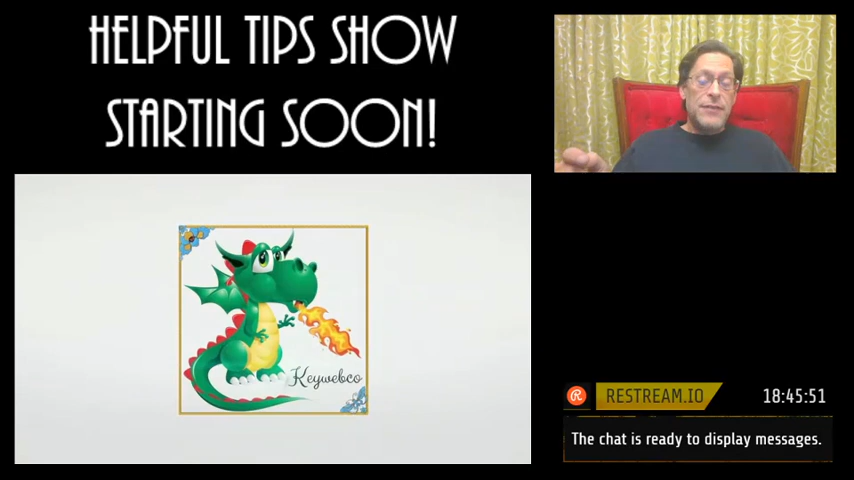 HELPFUL TIPS SHOW
STARTING SOON!
Keywebco
RESTREAM.IO
18:45:51
The chat is ready to display messages.